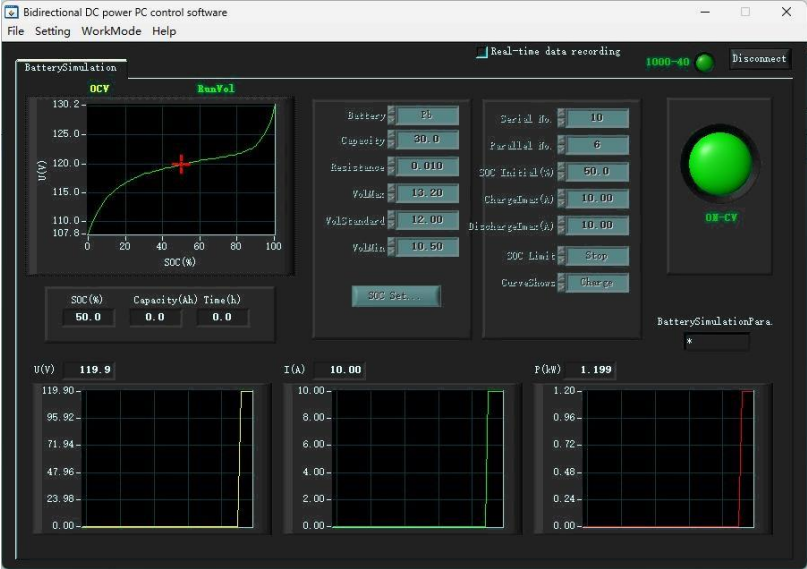 Bidirectional DC power PC control software
File Setting WorkMode Help
Real-time data recording
1000-40
Disconnect
BatterySimulation
OCV RunVol
130.2
125.0
120.0
115.0
110.0
107.8
U(V)
0 20 40 60 80 100
SOC(%)
SOC(%) Capacity(Ah) Time(h)
50.0 0.0 0.0
Battery Pb
Capacity 30.0
Resistance 0.010
VolMax 13.20
VolStandard 12.00
VolMin 10.50
SOC Set...
Serial No. 10
Parallel No. 6
SOC Initial(%) 50.0
ChargeImax(A) 10.00
DischargeImax(A) 10.00
SOC Limit Stop
CurveShows Charge
ON-CV
BatterySimulationPara.
*
U(V) 119.9
119.90
95.92
71.94
47.96
23.98
0.00
I(A) 10.00
10.00
8.00
6.00
4.00
2.00
0.00
P(kW) 1.199
1.20
0.96
0.72
0.48
0.24
0.00